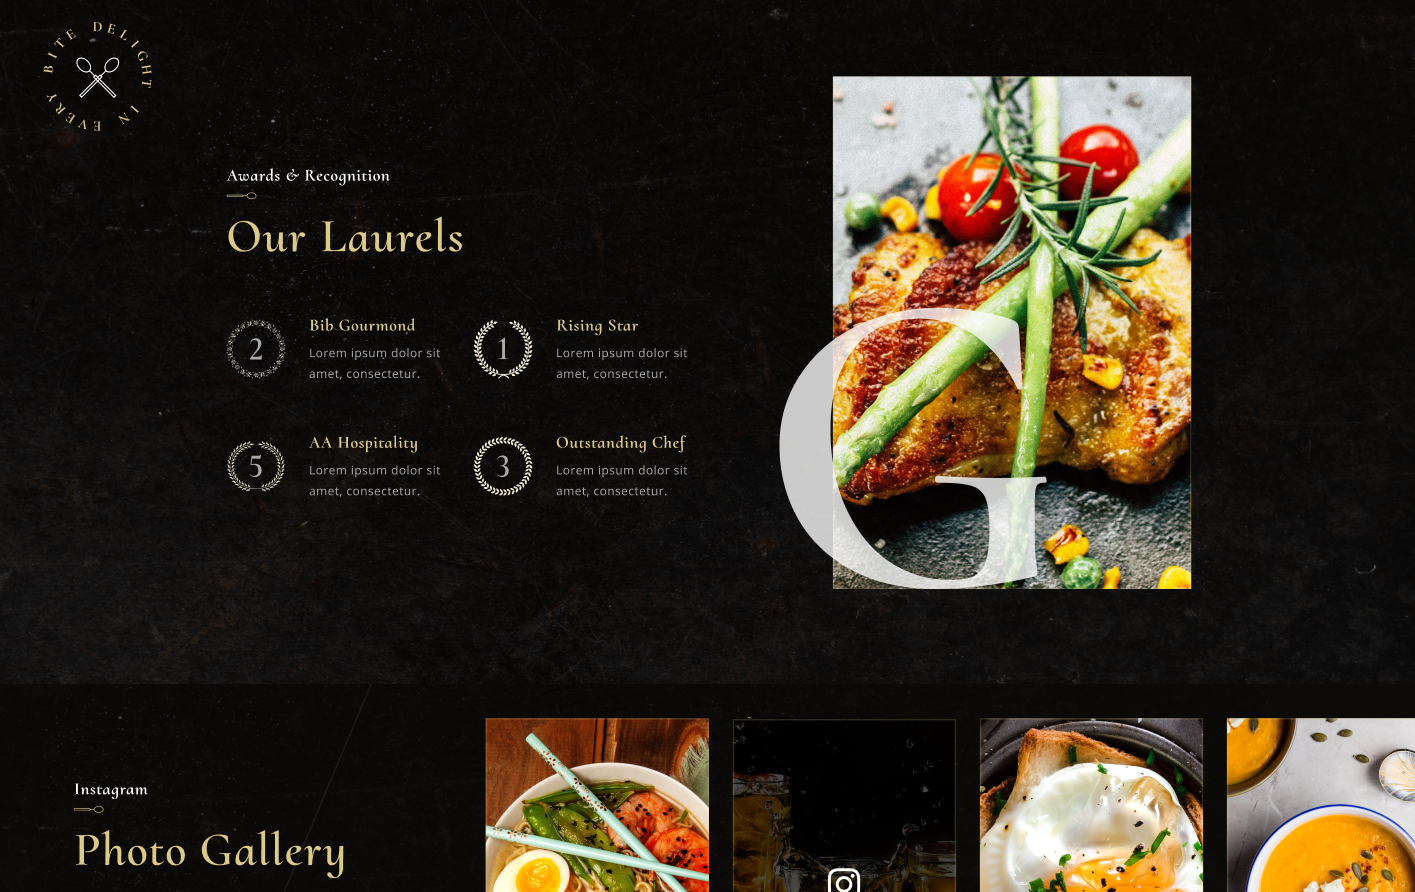 BITE DELIGHT IN EVERY
Awards & Recognition
Our Laurels
2
Bib Gourmond
Lorem ipsum dolor sit
amet, consectetur.
1
Rising Star
Lorem ipsum dolor sit
amet, consectetur.
5
AA Hospitality
Lorem ipsum dolor sit
amet, consectetur.
3
Outstanding Chef
Lorem ipsum dolor sit
amet, consectetur.
G
Instagram
Photo Gallery